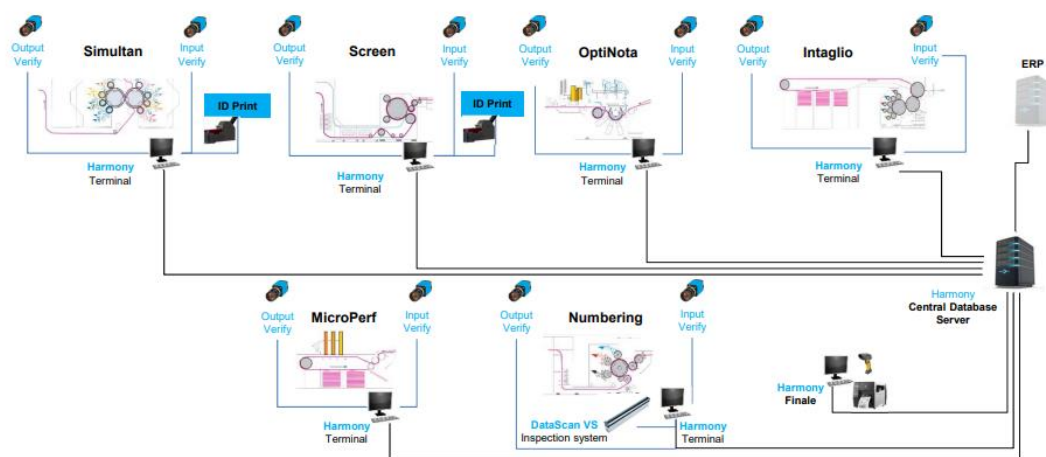 Output
Verify
Simultan
Input
Verify
ID Print
Harmony
Terminal
Output
Verify
Screen
Input
Verify
ID Print
Harmony
Terminal
Output
Verify
OptiNota
Input
Verify
Harmony
Terminal
Output
Verify
Intaglio
Input
Verify
Harmony
Terminal
ERP
Harmony
Central Database
Server
Output
Verify
MicroPerf
Input
Verify
Harmony
Terminal
Output
Verify
Numbering
Input
Verify
DataScan VS
Inspection system
Harmony
Terminal
Harmony
Finale